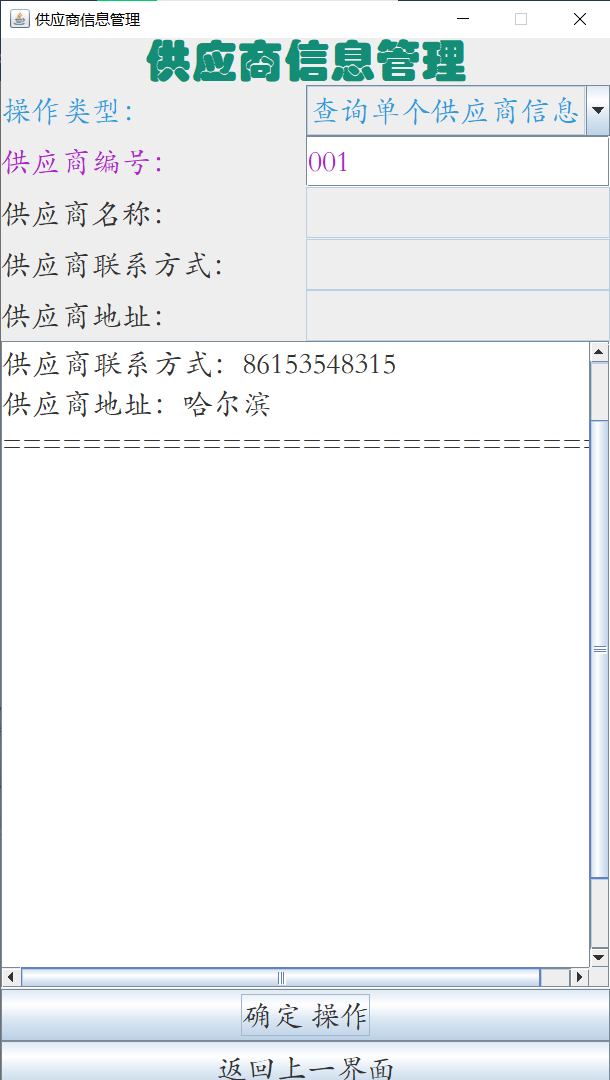 供应商信息管理
供应商信息管理
操作类型： 查询单个供应商信息
供应商编号： 001
供应商名称：
供应商联系方式：
供应商地址：
供应商联系方式：86153548315
供应商地址：哈尔滨
==============================
确定 操作
返回上一界面